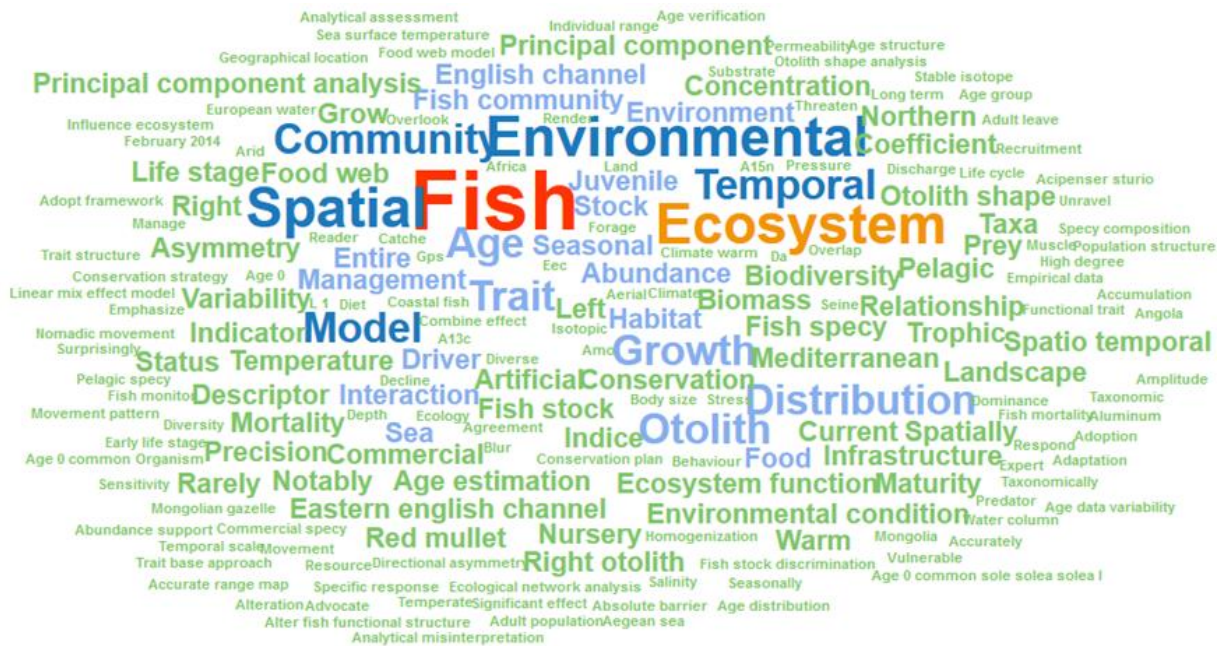 Analytical assessment
Individual range
Age verification
Sea surface temperature
Principal component
Permeability
Age structure
Geographical location
Food web model
Otolith shape analysis
Principal component analysis
English channel
Substrate
Concentration
Stable isotope
Fish community
Environment
Long term
Age group
European water
Grow
Overlook
Render
Threaten
Northern
Adult leave
Influence ecosystem
February 2014
Community
Environmental
Coefficient
Recruitment
Arid
Life stage
Food web
Africa
Land
A15n
Pressure
Discharge
Life cycle
Acipenser sturio
Adopt framework
Right
Spatial
Fish
Juvenile
Temporal
Otolith shape
Unravel
Manage
Stock
Forage
Ecosystem
Taxa
Specy composition
Asymmetry
Reader
Catche
Age
Seasonal
Climate warm
Da
Overlap
Prey
Muscle
Population structure
Trait structure
Entire
Gps
Eec
High degree
Conservation strategy
Age 0
Management
Trait
Abundance
Biodiversity
Pelagic
Empirical data
Linear mix effect model
Variability
L 1
Diet
Coastal fish
Left
Aerial
Climate
Biomass
Seine
Relationship
Functional trait
Accumulation
Emphasize
Angola
Nomadic movement
Indicator
Model
Combine effect
Isotopic
Habitat
Fish specy
Trophic
Spatio temporal
Surprisingly
A13c
Status
Temperature
Driver
Diverse
Amo
Growth
Mediterranean
Landscape
Pelagic specy
Decline
Artificial
Conservation
Amplitude
Fish monitor
Descriptor
Interaction
Body size
Stress
Distribution
Dominance
Taxonomic
Movement pattern
Mortality
Depth
Ecology
Fish stock
Fish mortality
Aluminum
Diversity
Sea
Agreement
Indice
Otolith
Current
Spatially
Adoption
Early life stage
Precision
Commercial
Blur
Respond
Age 0 common
Organism
Conservation plan
Behaviour
Food
Infrastructure
Expert
Adaptation
Sensitivity
Rarely
Notably
Age estimation
Ecosystem function
Maturity
Taxonomically
Mongolian gazelle
Predator
Eastern english channel
Environmental condition
Age data variability
Abundance support
Commercial specy
Water column
Red mullet
Nursery
Homogenization
Warm
Mongolia
Accurately
Temporal scale
Movement
Trait base approach
Resource
Directional asymmetry
Right otolith
Fish stock discrimination
Vulnerable
Accurate range map
Specific response
Ecological network analysis
Salinity
Seasonally
Age 0 common sole solea solea l
Alteration
Advocate
Temperate
Significant effect
Absolute barrier
Age distribution
Alter fish functional structure
Adult population
Aegean sea
Analytical misinterpretation